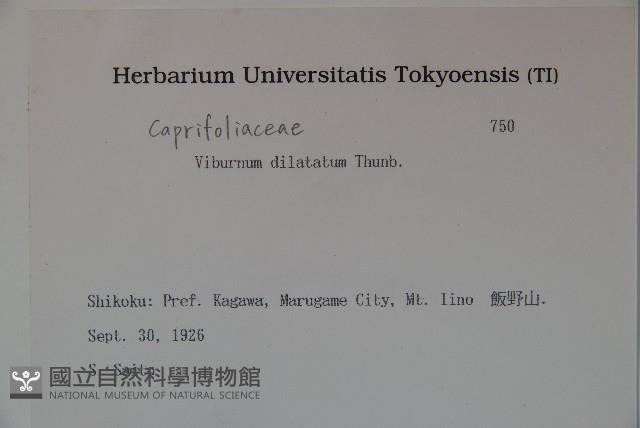 Herbarium Universitatis Tokyoensis (TI)
Caprifoliaceae 750
Viburnum dilatatum Thunb.
Shikoku: Pref. Kagawa, Marugame City, Mt. Iino 飯野山.
Sept. 30, 1926
S. Saito
國立自然科學博物館
NATIONAL MUSEUM OF NATURAL SCIENCE